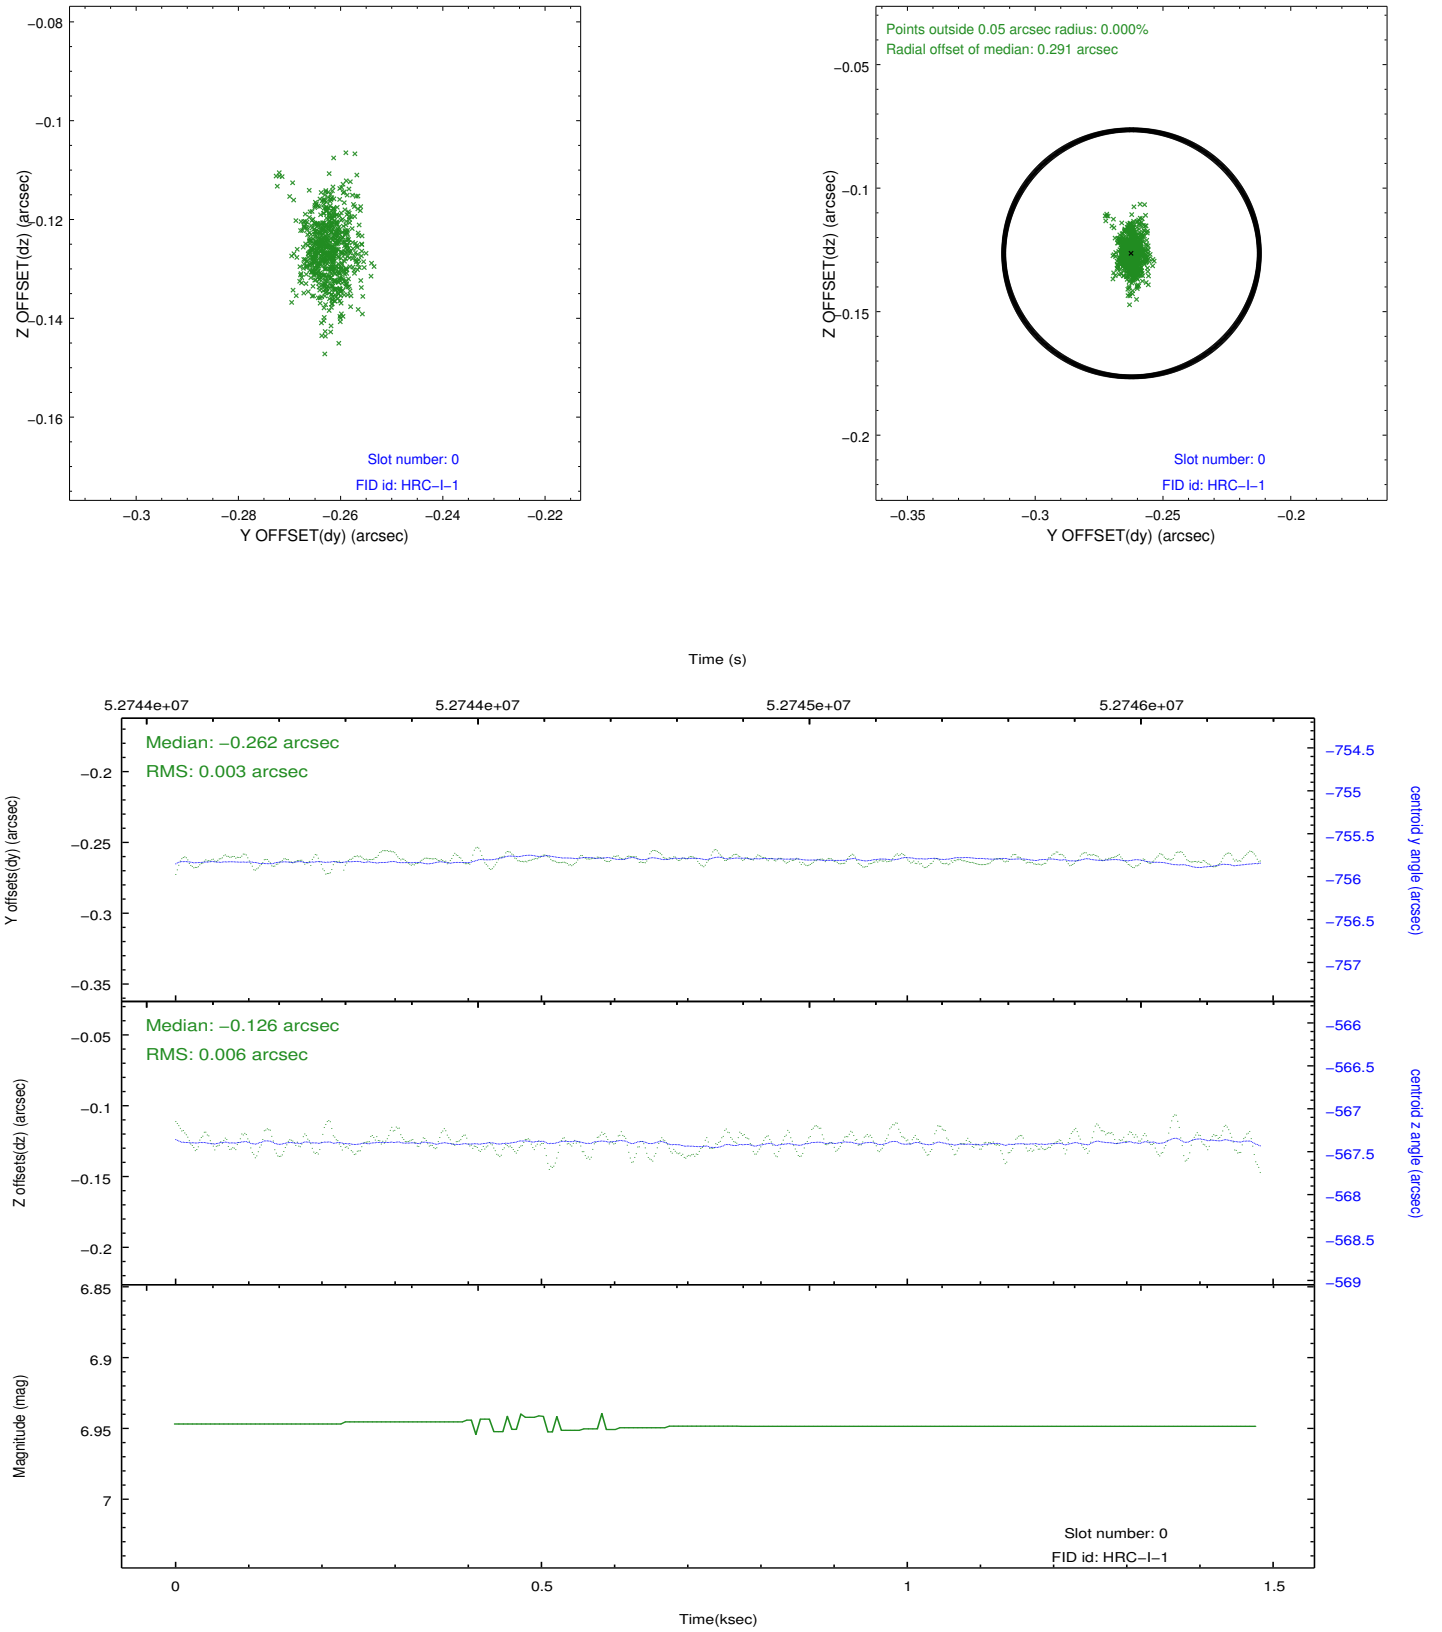 −0.08
−0.1
−0.12
−0.14
−0.16
Z OFFSET(dz) (arcsec)
Slot number: 0
FID id: HRC−I−1
−0.3
−0.28
−0.26
−0.24
−0.22
Y OFFSET(dy) (arcsec)
Points outside 0.05 arcsec radius: 0.000%
Radial offset of median: 0.291 arcsec
−0.05
−0.1
−0.15
−0.2
Z OFFSET(dz) (arcsec)
Slot number: 0
FID id: HRC−I−1
−0.35
−0.3
−0.25
−0.2
Y OFFSET(dy) (arcsec)
Time (s)
5.2744e+07
5.2744e+07
5.2745e+07
5.2746e+07
Median: −0.262 arcsec
RMS: 0.003 arcsec
−0.2
−0.25
−0.3
−0.35
Y offsets(dy) (arcsec)
−754.5
−755
−755.5
−756
−756.5
−757
centroid y angle (arcsec)
Median: −0.126 arcsec
RMS: 0.006 arcsec
−0.05
−0.1
−0.15
−0.2
Z offsets(dz) (arcsec)
−566
−566.5
−567
−567.5
−568
−568.5
−569
centroid z angle (arcsec)
6.85
6.9
6.95
7
Magnitude (mag)
Slot number: 0
FID id: HRC−I−1
0
0.5
1
1.5
Time(ksec)